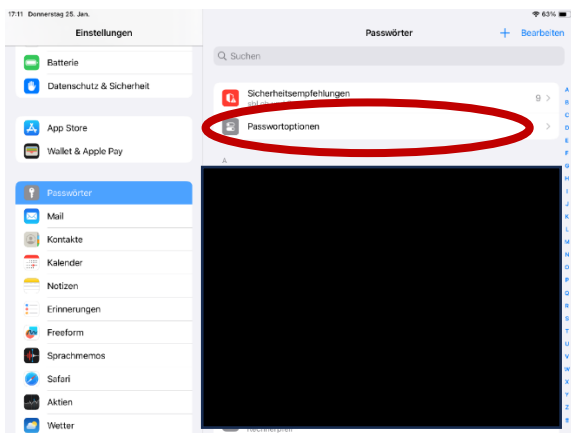 17:11 Donnerstag 25. Jan.
63%
Einstellungen
Batterie
Datenschutz & Sicherheit
App Store
Wallet & Apple Pay
Passwörter
Mail
Kontakte
Kalender
Notizen
Erinnerungen
Freeform
Sprachmemos
Safari
Aktien
Wetter
Passwörter
+ Bearbeiten
Suchen
Sicherheitsempfehlungen
9
Passwortoptionen
A
A
B
C
D
E
F
G
H
I
J
K
L
M
N
O
P
Q
R
S
T
U
V
W
X
Y
Z
#